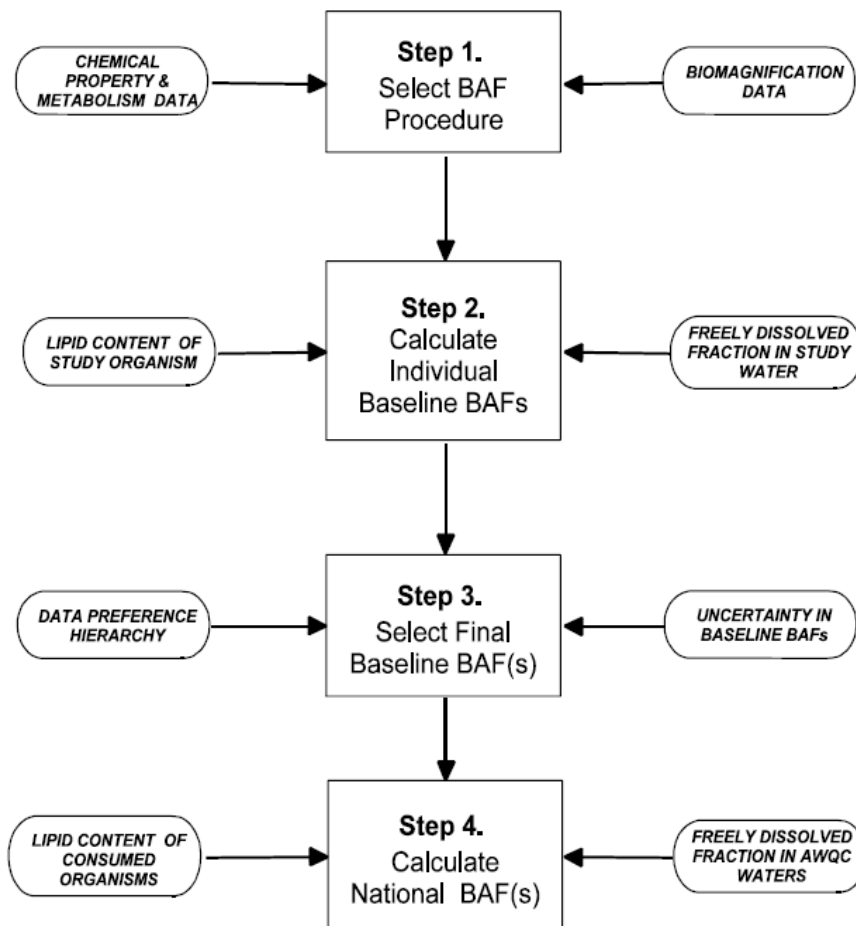 CHEMICAL
PROPERTY &
METABOLISM DATA
Step 1.
Select BAF
Procedure
BIOMAGNIFICATION
DATA
LIPID CONTENT OF
STUDY ORGANISM
Step 2.
Calculate
Individual
Baseline BAFs
FREELY DISSOLVED
FRACTION IN STUDY
WATER
DATA PREFERENCE
HIERARCHY
Step 3.
Select Final
Baseline BAF(s)
UNCERTAINTY IN
BASELINE BAFs
LIPID CONTENT OF
CONSUMED
ORGANISMS
Step 4.
Calculate
National BAF(s)
FREELY DISSOLVED
FRACTION IN AWQC
WATERS